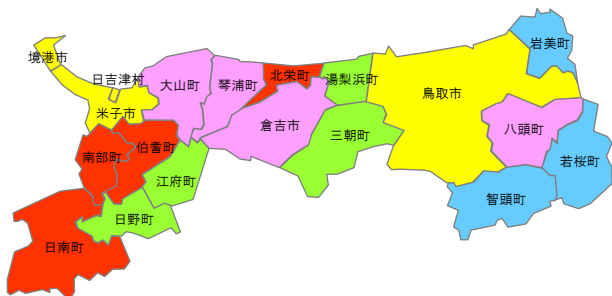 岩美町
境港市
日吉津村
大山町
琴浦町
北栄町
湯梨浜町
鳥取市
米子市
倉吉市
三朝町
八頭町
伯耆町
南部町
若桜町
江府町
智頭町
日野町
日南町